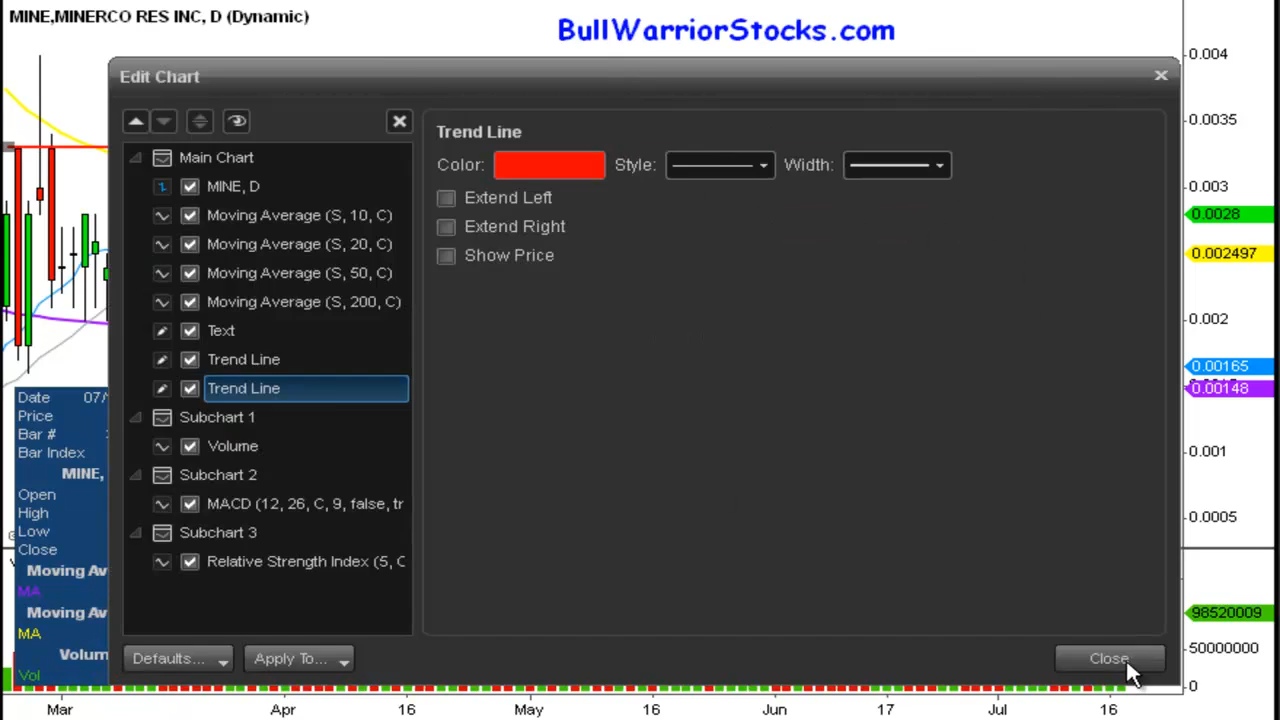 MINE,MINERCO RES INC, D (Dynamic)
BullWarriorStocks.com
Edit Chart
Main Chart
MINE, D
Moving Average (S, 10, C)
Moving Average (S, 20, C)
Moving Average (S, 50, C)
Moving Average (S, 200, C)
Text
Trend Line
Trend Line
Subchart 1
Volume
Subchart 2
MACD (12, 26, C, 9, false, tr
Subchart 3
Relative Strength Index (5, C
Defaults...
Apply To...
Trend Line
Color:
Style:
Width:
Extend Left
Extend Right
Show Price
Close
0.004
0.0035
0.003
0.0028
0.002497
0.002
0.00165
0.00148
0.001
0.0005
98520009
50000000
0
Date 07/
Price
Bar #
Bar Index
MINE,
Open
High
Low
Close
Moving Av
MA
Moving Av
MA
Volum
Vol
Mar
Apr
16
May
16
Jun
17
Jul
16